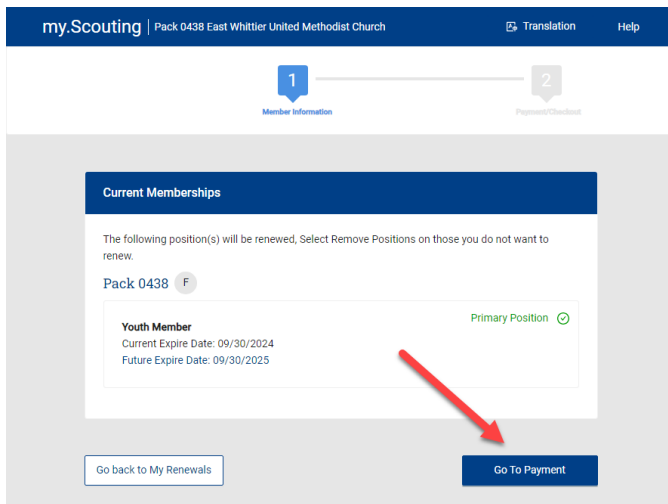 my.Scouting | Pack 0438 East Whittier United Methodist Church
Translation
Help
1
2
Member Information
Payment/Checkout
Current Memberships
The following position(s) will be renewed, Select Remove Positions on those you do not want to
renew.
Pack 0438 F
Youth Member
Primary Position
Current Expire Date: 09/30/2024
Future Expire Date: 09/30/2025
Go back to My Renewals
Go To Payment